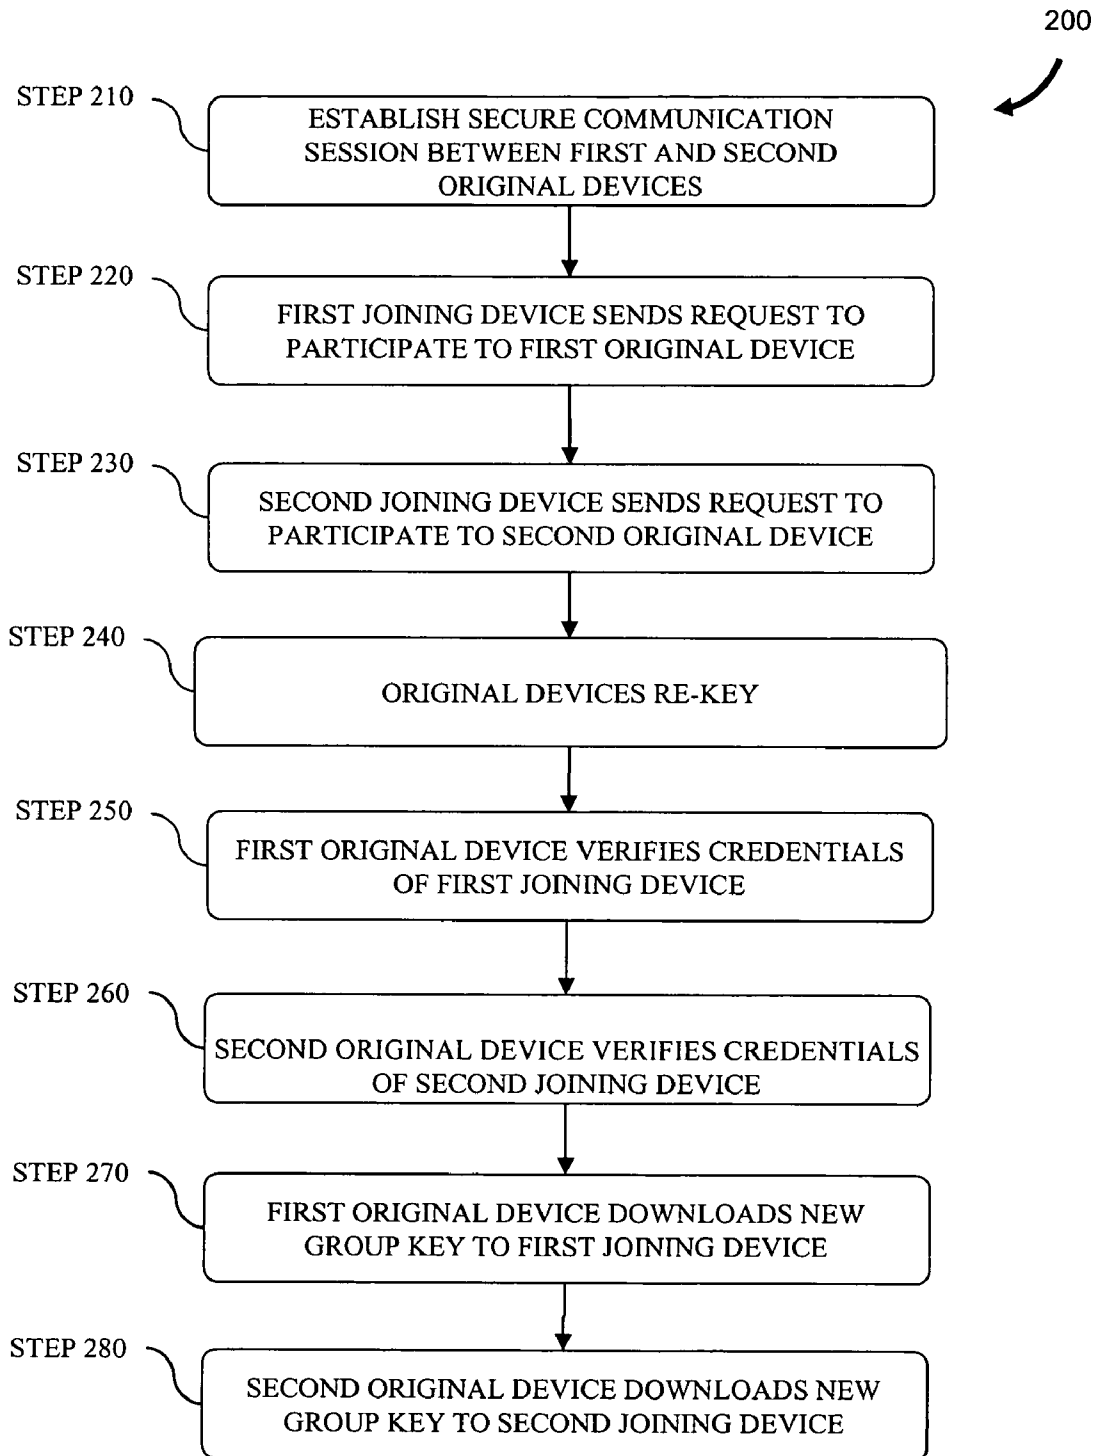 200
STEP 210
ESTABLISH SECURE COMMUNICATION
SESSION BETWEEN FIRST AND SECOND
ORIGINAL DEVICES
STEP 220
FIRST JOINING DEVICE SENDS REQUEST TO
PARTICIPATE TO FIRST ORIGINAL DEVICE
STEP 230
SECOND JOINING DEVICE SENDS REQUEST TO
PARTICIPATE TO SECOND ORIGINAL DEVICE
STEP 240
ORIGINAL DEVICES RE-KEY
STEP 250
FIRST ORIGINAL DEVICE VERIFIES CREDENTIALS
OF FIRST JOINING DEVICE
STEP 260
SECOND ORIGINAL DEVICE VERIFIES CREDENTIALS
OF SECOND JOINING DEVICE
STEP 270
FIRST ORIGINAL DEVICE DOWNLOADS NEW
GROUP KEY TO FIRST JOINING DEVICE
STEP 280
SECOND ORIGINAL DEVICE DOWNLOADS NEW
GROUP KEY TO SECOND JOINING DEVICE